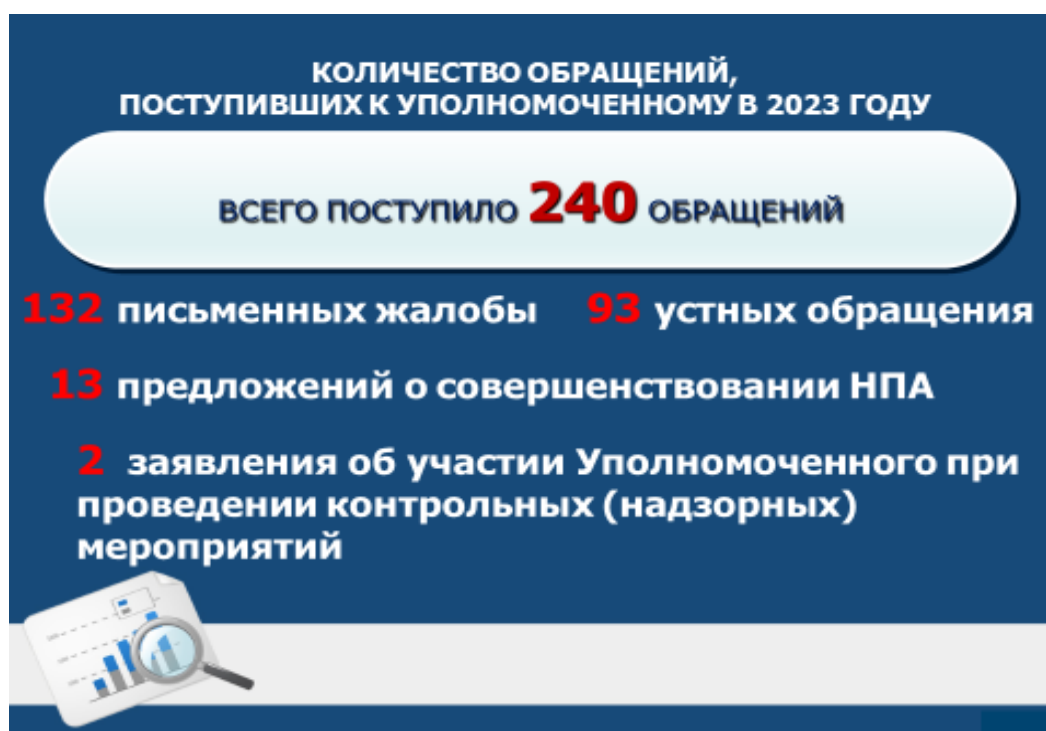 КОЛИЧЕСТВО ОБРАЩЕНИЙ,
ПОСТУПИВШИХ К УПОЛНОМОЧЕННОМУ В 2023 ГОДУ
ВСЕГО ПОСТУПИЛО 240 ОБРАЩЕНИЙ
132 письменных жалобы 93 устных обращения
13 предложений о совершенствовании НПА
2 заявления об участии Уполномоченного при
проведении контрольных (надзорных)
мероприятий